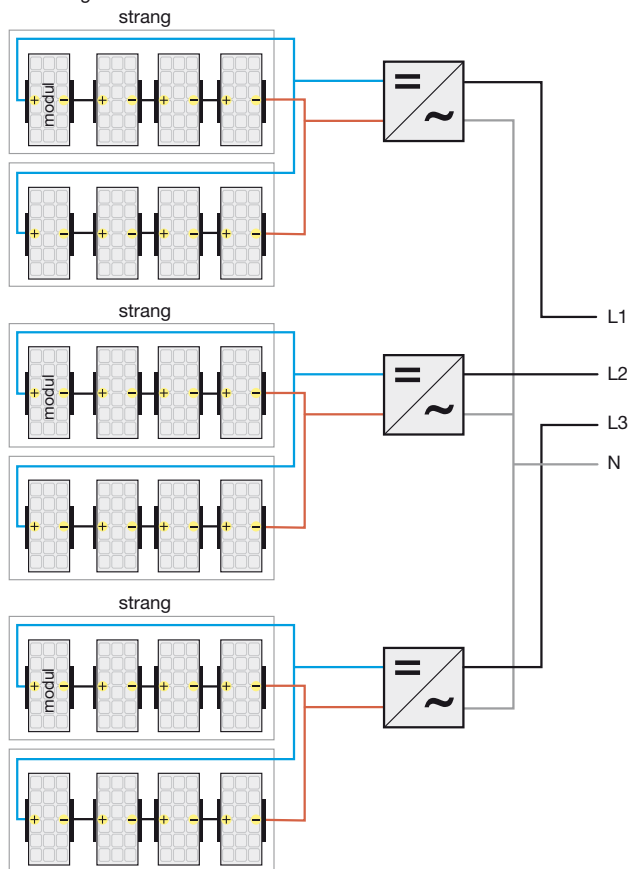 strang
modul
+ − + − + − + −
+ − + − + − + −
= ~
L1
strang
modul
+ − + − + − + −
+ − + − + − + −
= ~
L2
L3
N
strang
modul
+ − + − + − + −
+ − + − + − + −
= ~